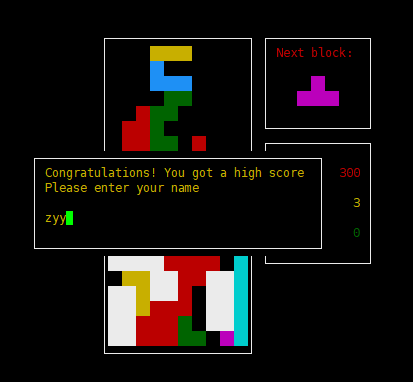 Next block:
Congratulations! You got a high score
Please enter your name
zyy
300
3
0